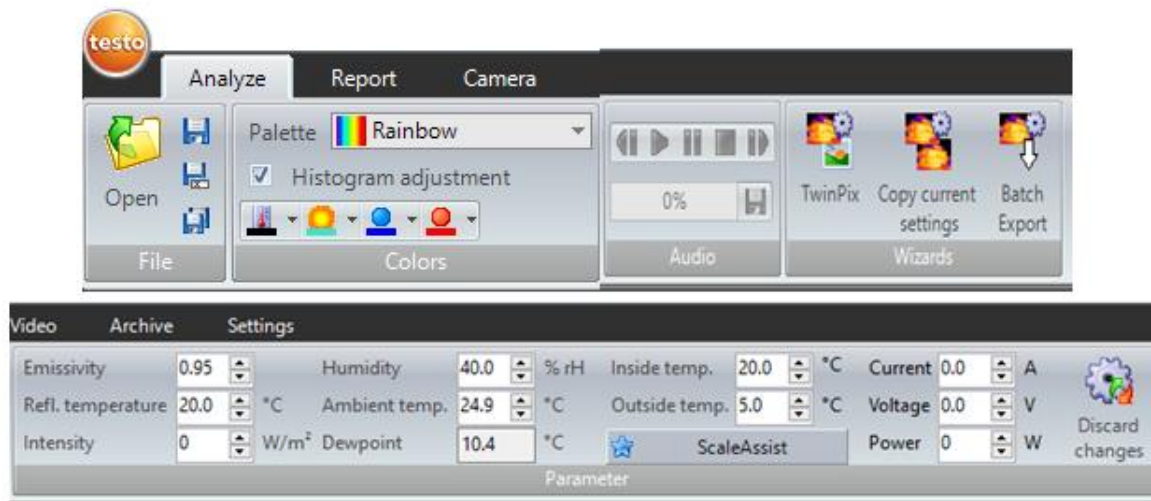 testo
Analyze Report Camera
Palette Rainbow
Histogram adjustment
Open
0%
TwinPix Copy current settings Batch Export
File Colors Audio Wizards
Video Archive Settings
Emissivity 0.95 Humidity 40.0 % rH Inside temp. 20.0 °C Current 0.0 A
Refl. temperature 20.0 °C Ambient temp. 24.9 °C Outside temp. 5.0 °C Voltage 0.0 V
Intensity 0 W/m² Dewpoint 10.4 °C ScaleAssist Power 0 W
Discard changes
Parameter